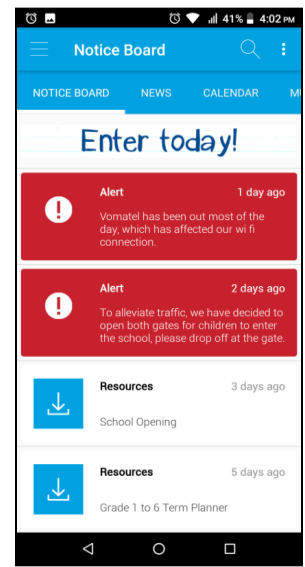 41% 4:02 PM
Notice Board
NOTICE BOARD NEWS CALENDAR M
Enter today!
Alert 1 day ago
Vomatel has been out most of the
day, which has affected our wi fi
connection.
Alert 2 days ago
To alleviate traffic, we have decided to
open both gates for children to enter
the school, please drop off at the gate.
Resources 3 days ago
School Opening
Resources 5 days ago
Grade 1 to 6 Term Planner